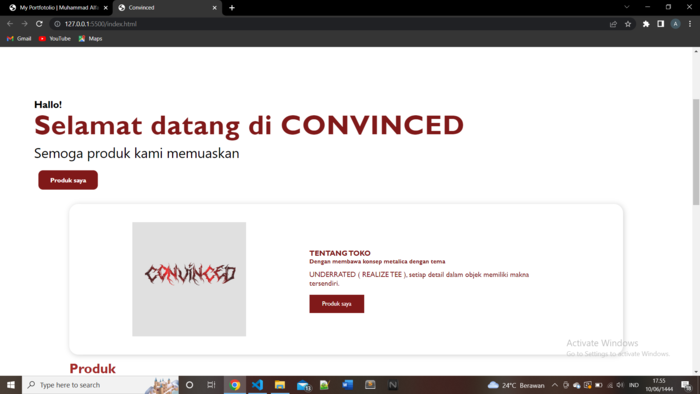 My Portfotolio | Muhammad Alfa
Convinced
127.0.0.1:5500/index.html
A
Gmail
YouTube
Maps
Hallo!
Selamat datang di CONVINCED
Semoga produk kami memuaskan
Produk saya
CONVINCED
TENTANG TOKO
Dengan membawa konsep metalica dengan tema
UNDERRATED ( REALIZE TEE ), setiap detail dalam objek memiliki makna
tersendiri.
Produk saya
Activate Windows
Go to Settings to activate Windows.
Produk
Type here to search
24°C Berawan
IND
17.55
10/06/1444